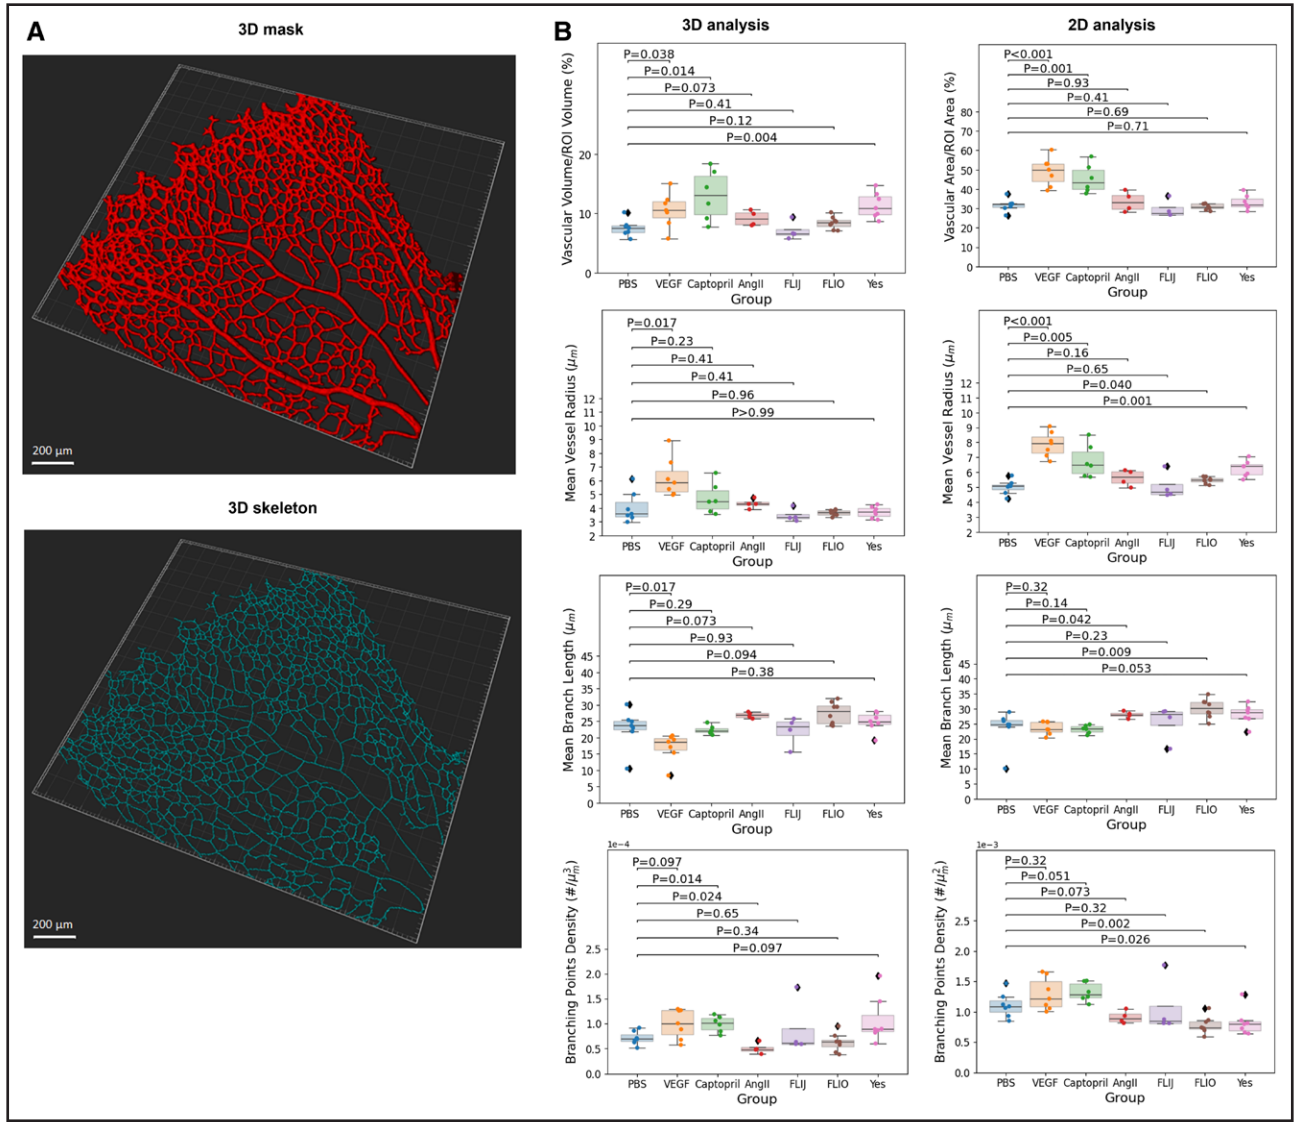 A
3D mask
200 μm
3D skeleton
200 μm
B
3D analysis
2D analysis
Vascular Volume/ROI Volume (%)
P=0.038
P=0.014
P=0.073
P=0.41
P=0.12
P=0.004
20
10
0
PBS VEGF Captopril AngII FLIJ FLIO Yes
Group
Vascular Area/ROI Area (%)
P<0.001
P=0.001
P=0.93
P=0.41
P=0.69
P=0.71
80
70
60
50
40
30
20
10
0
PBS VEGF Captopril AngII FLIJ FLIO Yes
Group
Mean Vessel Radius (μm)
P=0.017
P=0.23
P=0.41
P=0.41
P=0.96
P>0.99
12
11
10
9
8
7
6
5
4
3
2
PBS VEGF Captopril AngII FLIJ FLIO Yes
Group
Mean Vessel Radius (μm)
P<0.001
P=0.005
P=0.16
P=0.65
P=0.040
P=0.001
12
11
10
9
8
7
6
5
4
3
2
PBS VEGF Captopril AngII FLIJ FLIO Yes
Group
Mean Branch Length (μm)
P=0.017
P=0.29
P=0.073
P=0.93
P=0.094
P=0.38
45
40
35
30
25
20
15
10
5
0
PBS VEGF Captopril AngII FLIJ FLIO Yes
Group
Mean Branch Length (μm)
P=0.32
P=0.14
P=0.042
P=0.23
P=0.009
P=0.053
45
40
35
30
25
20
15
10
5
0
PBS VEGF Captopril AngII FLIJ FLIO Yes
Group
Branching Points Density (#/μm³)
1e−4
P=0.097
P=0.014
P=0.024
P=0.65
P=0.34
P=0.097
2.5
2.0
1.5
1.0
0.5
0.0
PBS VEGF Captopril AngII FLIJ FLIO Yes
Group
Branching Points Density (#/μm²)
1e−3
P=0.32
P=0.051
P=0.073
P=0.32
P=0.002
P=0.026
2.5
2.0
1.5
1.0
0.5
0.0
PBS VEGF Captopril AngII FLIJ FLIO Yes
Group